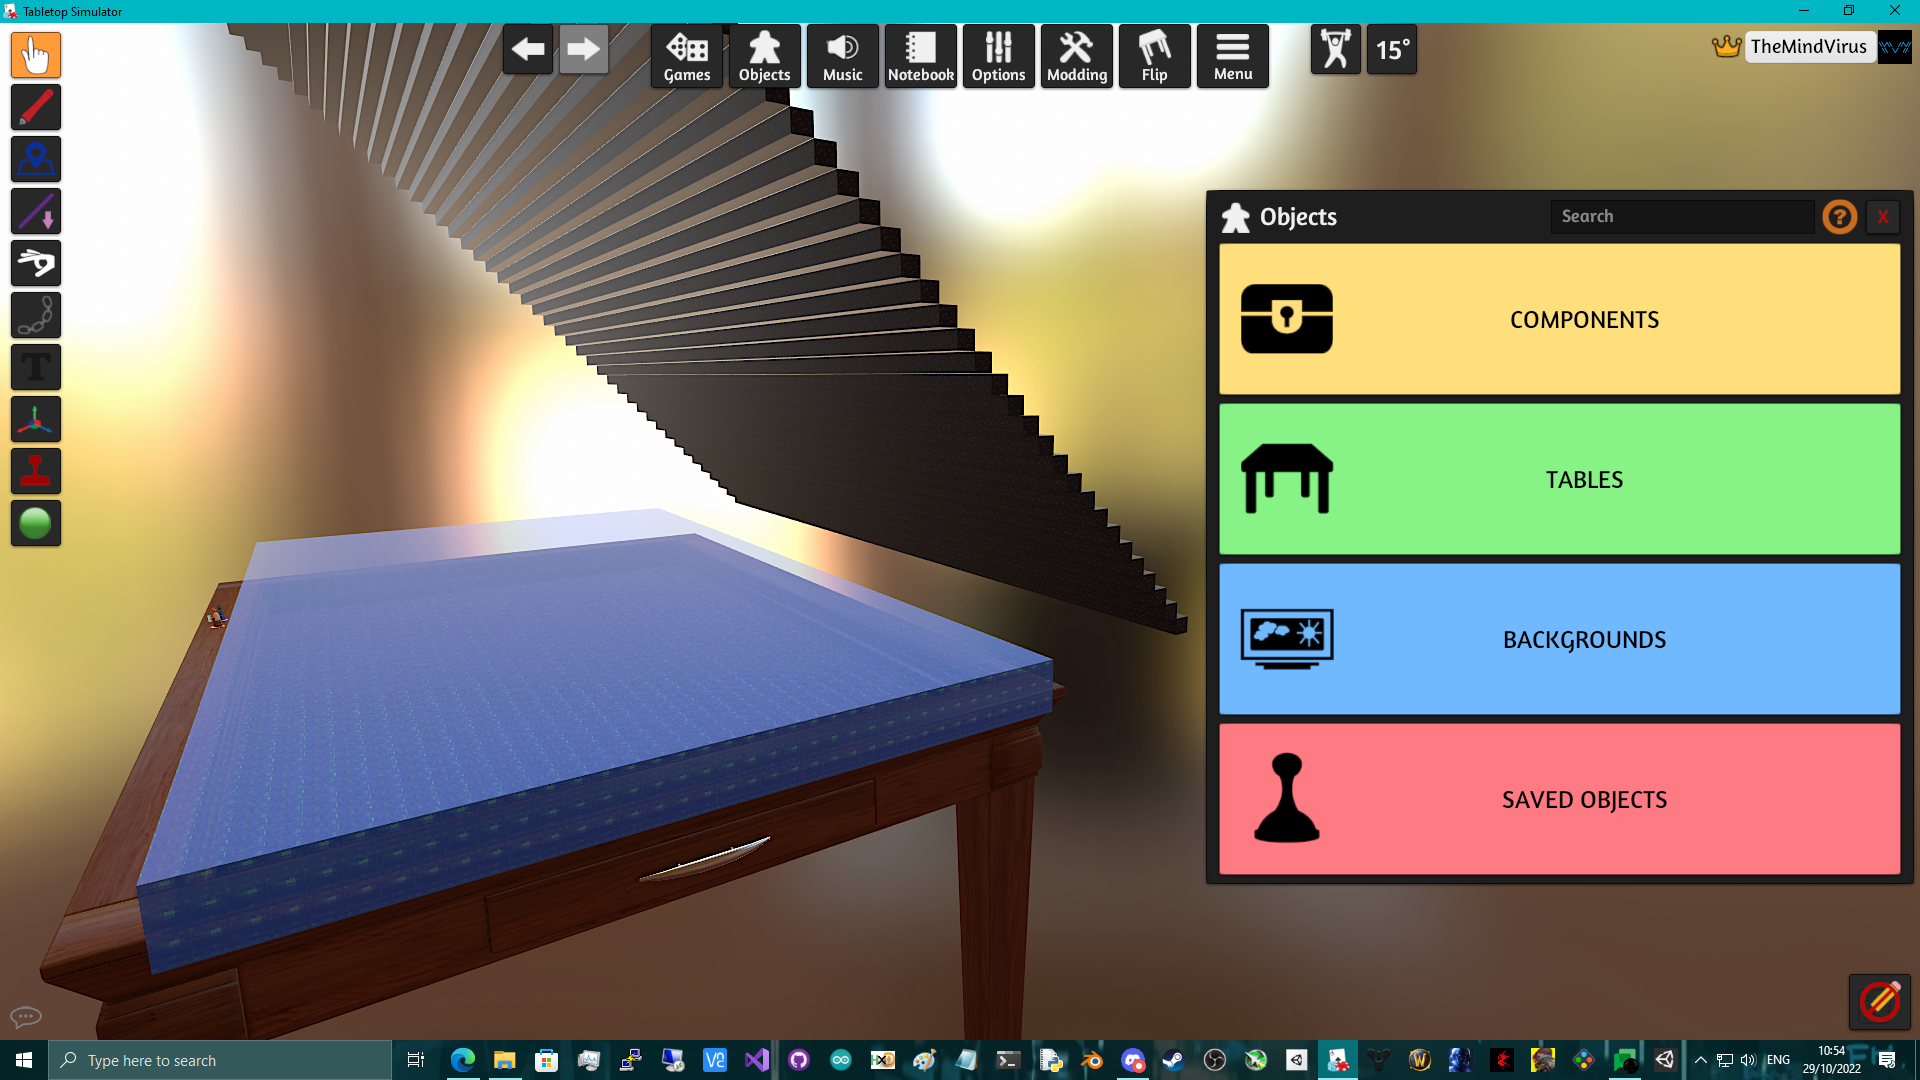 Tabletop Simulator
Games
Objects
Music
Notebook
Options
Modding
Flip
Menu
15°
TheMindVirus
T
Objects
Search
?
X
COMPONENTS
TABLES
BACKGROUNDS
SAVED OBJECTS
Type here to search
ENG
10:54
29/10/2022